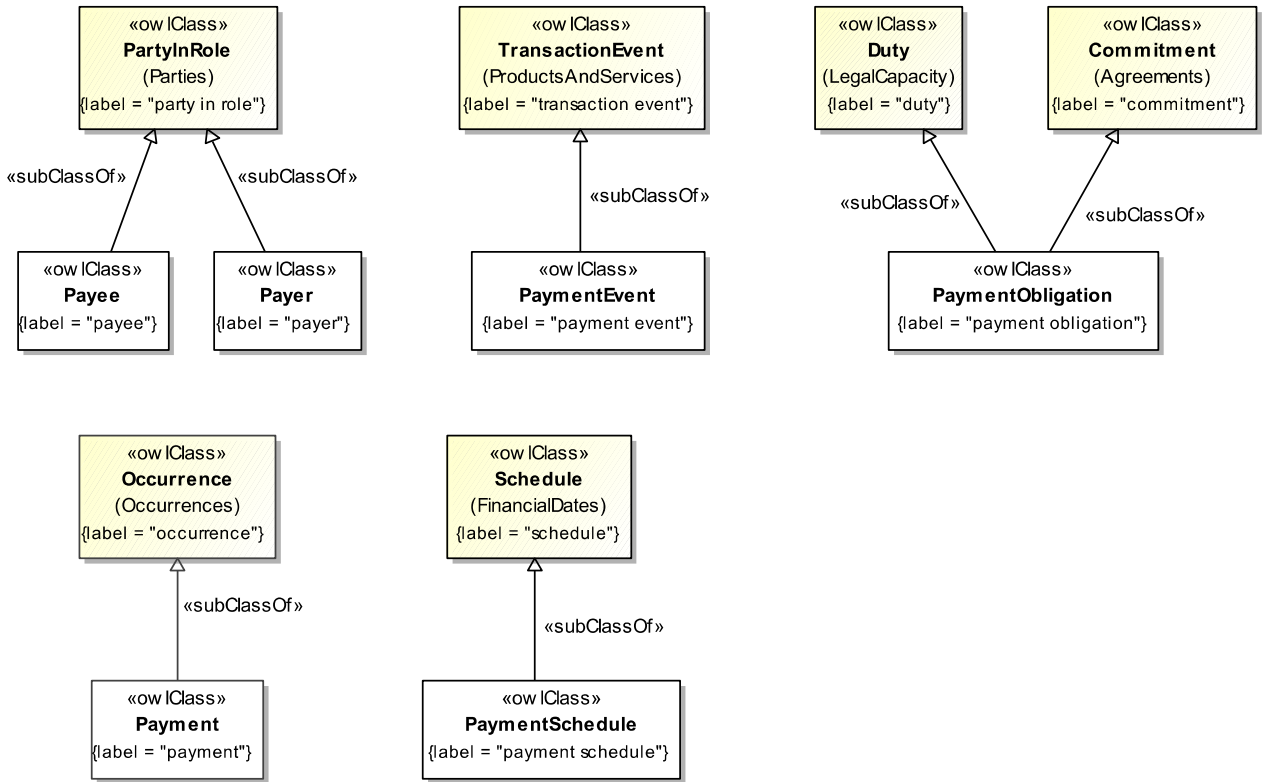 «owlClass»
PartyInRole
(Parties)
{label = "party in role"}
«owlClass»
TransactionEvent
(ProductsAndServices)
{label = "transaction event"}
«owlClass»
Duty
(LegalCapacity)
{label = "duty"}
«owlClass»
Commitment
(Agreements)
{label = "commitment"}
«subClassOf»
«subClassOf»
«subClassOf»
«subClassOf»
«subClassOf»
«owlClass»
Payee
{label = "payee"}
«owlClass»
Payer
{label = "payer"}
«owlClass»
PaymentEvent
{label = "payment event"}
«owlClass»
PaymentObligation
{label = "payment obligation"}
«owlClass»
Occurrence
(Occurrences)
{label = "occurrence"}
«owlClass»
Schedule
(FinancialDates)
{label = "schedule"}
«subClassOf»
«subClassOf»
«owlClass»
Payment
{label = "payment"}
«owlClass»
PaymentSchedule
{label = "payment schedule"}